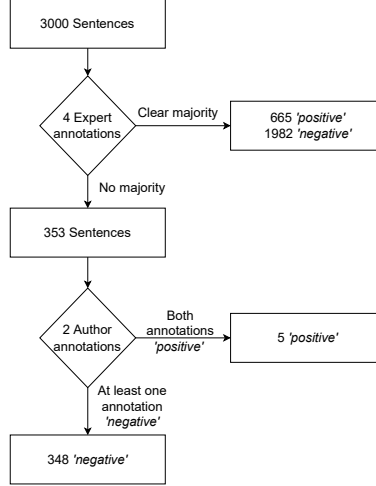 3000 Sentences
4 Expert
annotations
Clear majority
665 'positive'
1982 'negative'
No majority
353 Sentences
2 Author
annotations
Both
annotations
'positive'
5 'positive'
At least one
annotation
'negative'
348 'negative'